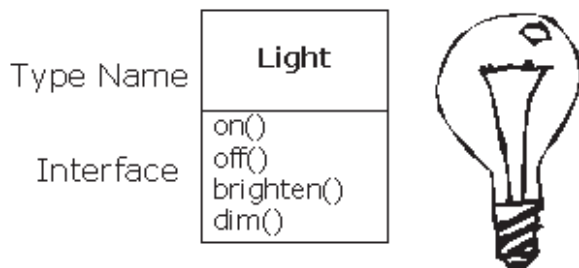 Type Name
Light
Interface
on()
off()
brighten()
dim()